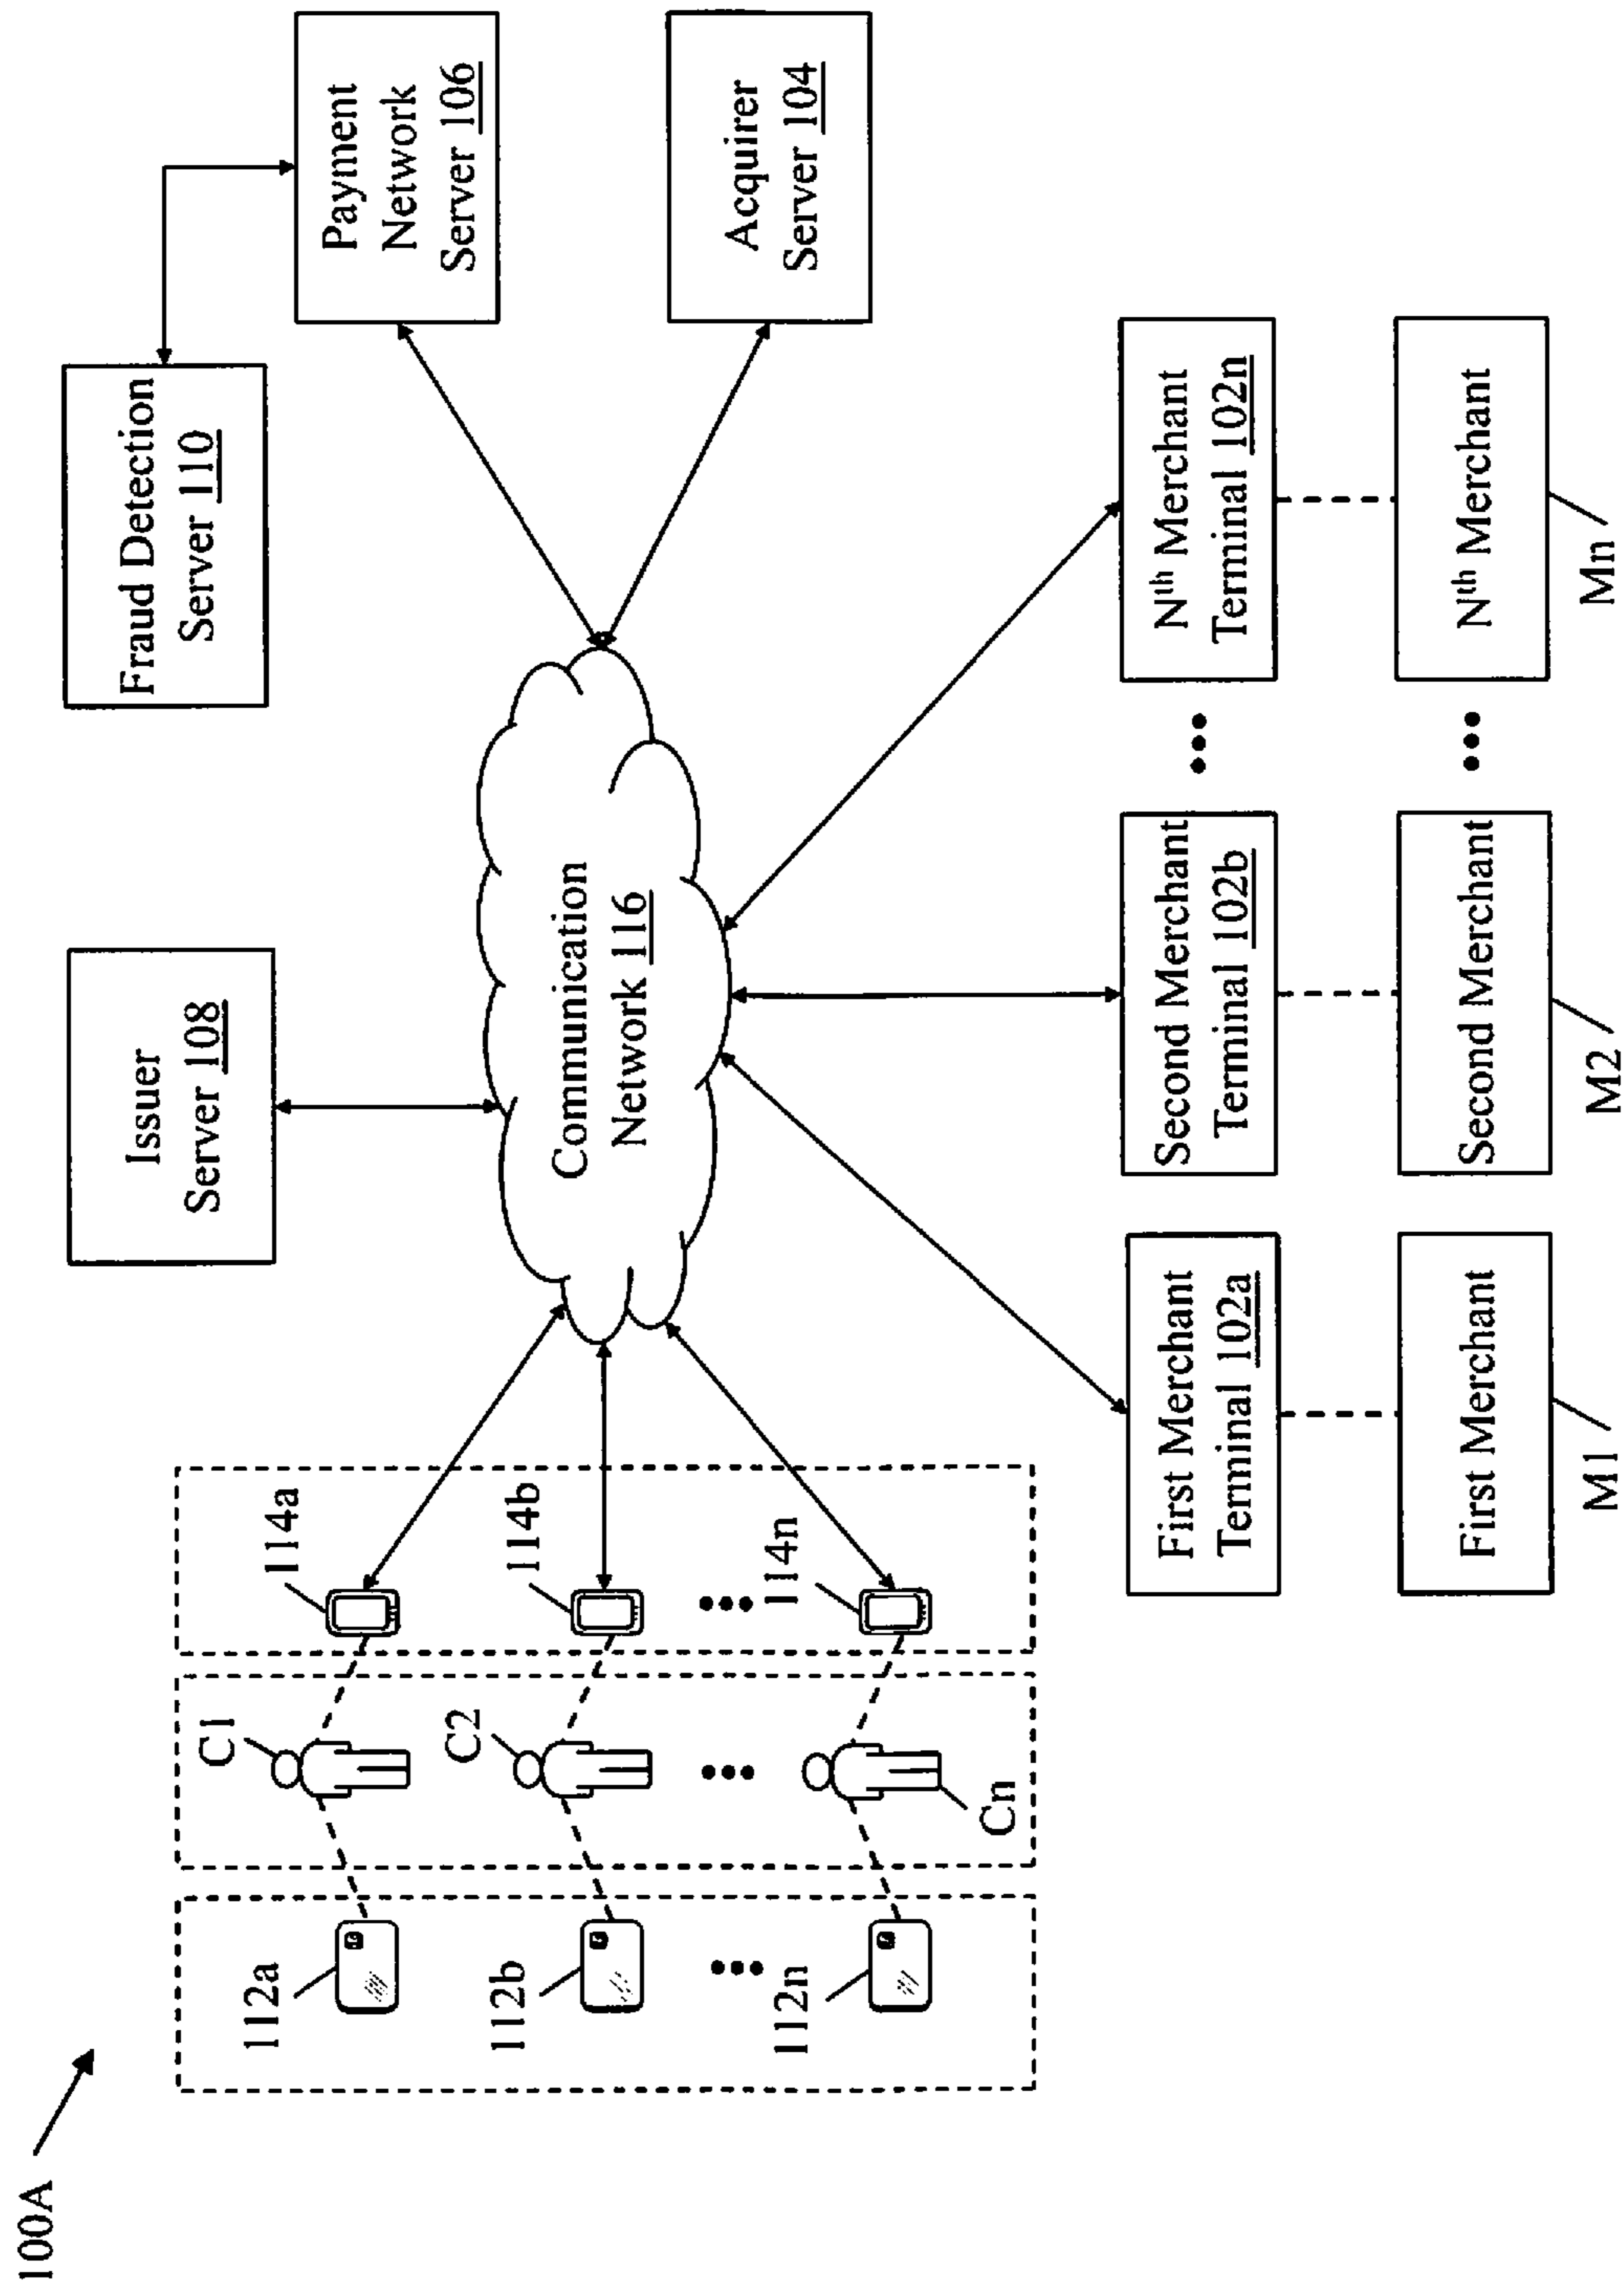 100A
Issuer
Server 108
Fraud Detection
Server 110
Payment
Network
Server 106
Acquirer
Server 104
Communication
Network 116
112a
C1
114a
112b
C2
114b
112n
Cn
114n
First Merchant
Terminal 102a
Second Merchant
Terminal 102b
Nth Merchant
Terminal 102n
First Merchant
Second Merchant
Nth Merchant
M1
M2
Mn